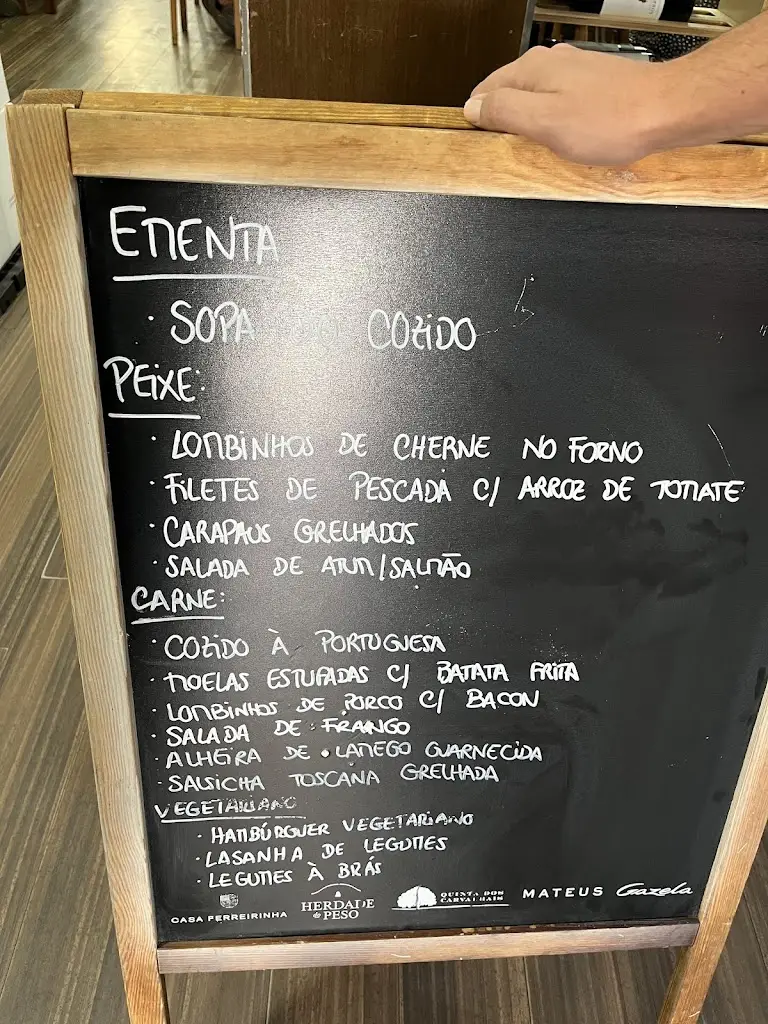 EMENTA
· SOPA DO COZIDO
PEIXE:
· LOMBINHOS DE CHERNE NO FORNO
· FILETES DE PESCADA C/ ARROZ DE TOMATE
· CARAPAUS GRELHADOS
· SALADA DE ATUM/SALMÃO
CARNE:
· COZIDO À PORTUGUESA
· MOELAS ESTUFADAS C/ BATATA FRITA
· LOMBINHOS DE PORCO C/ BACON
· SALADA DE FRANGO
· ALHEIRA DE LAMEGO GUARNECIDA
· SALSICHA TOSCANA GRELHADA
VEGETARIANO
· HAMBÚRGUER VEGETARIANO
· LASANHA DE LEGUMES
· LEGUMES À BRÁS
CASA FERREIRINHA
HERDADE
do PESO
QUINTA DOS
CARVALHAIS
MATEUS
Gazela